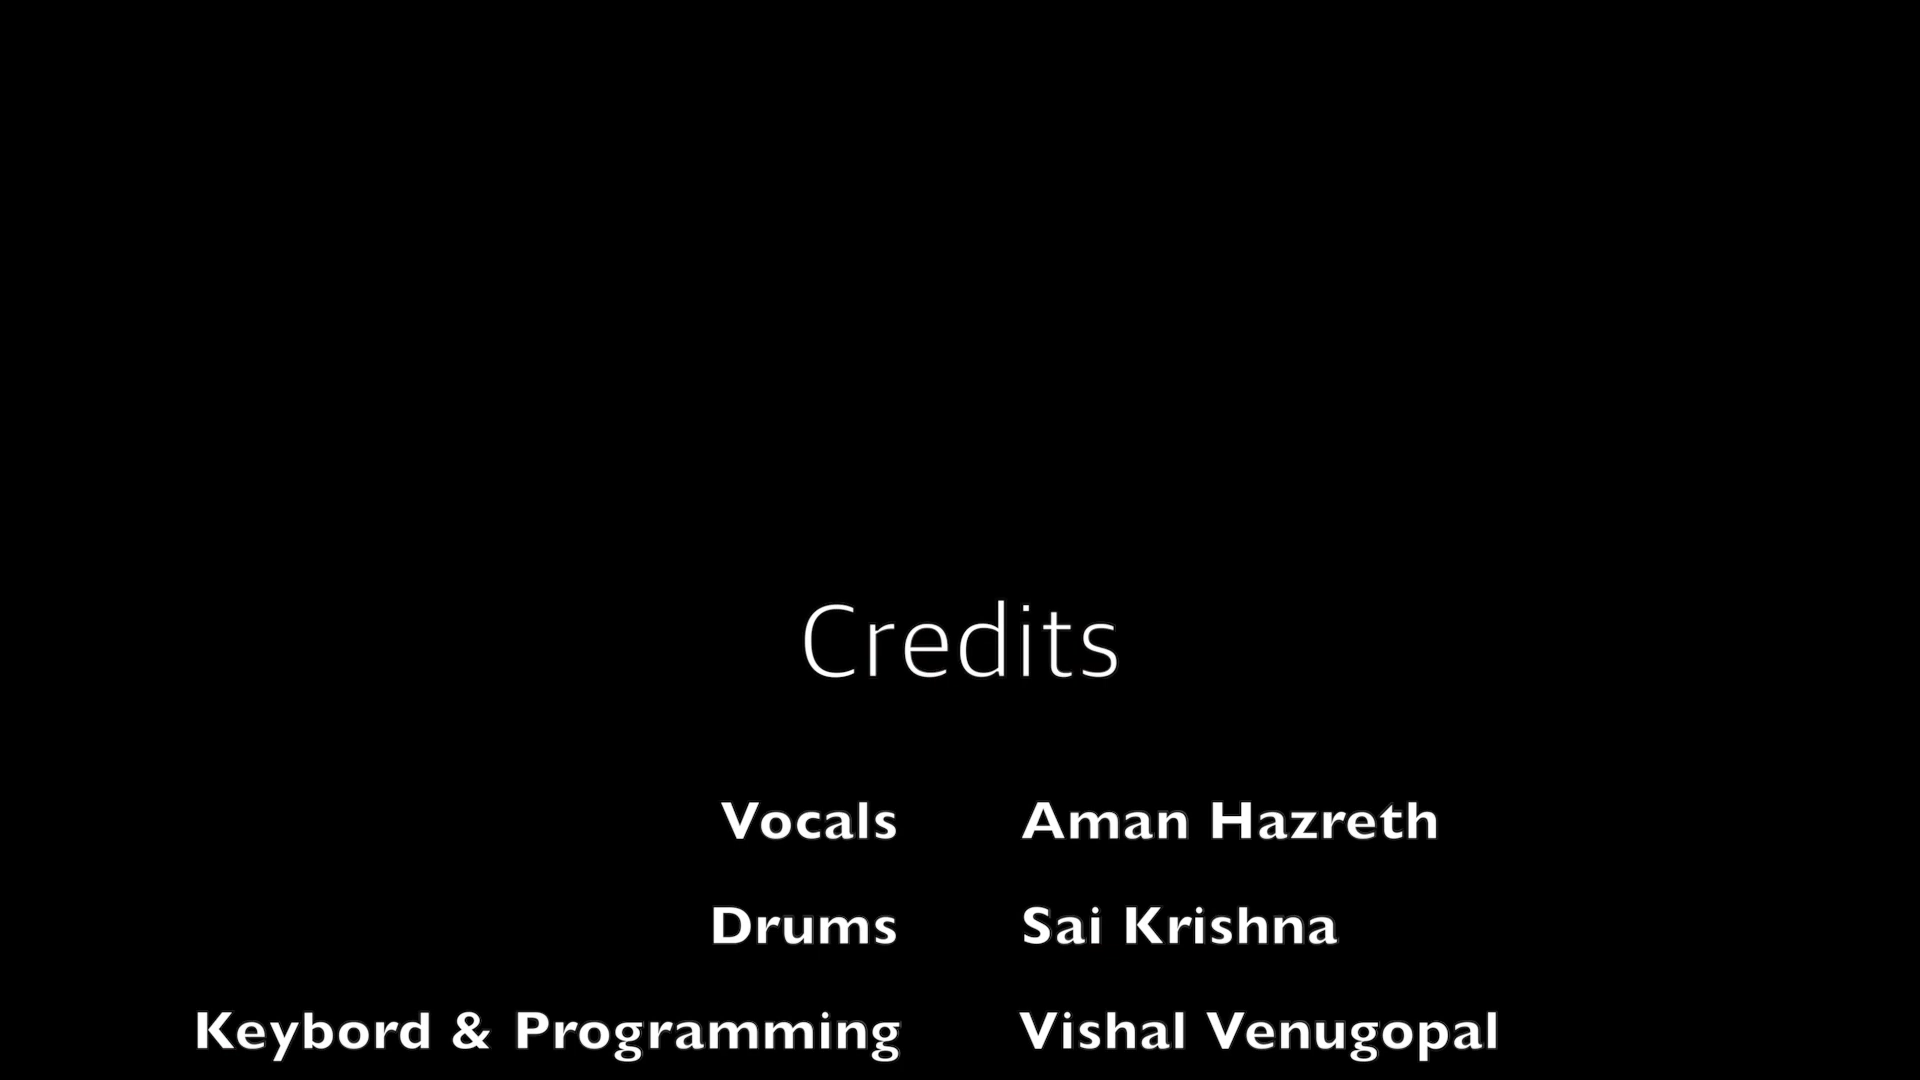 Credits
Vocals Aman Hazreth
Drums Sai Krishna
Keybord & Programming Vishal Venugopal